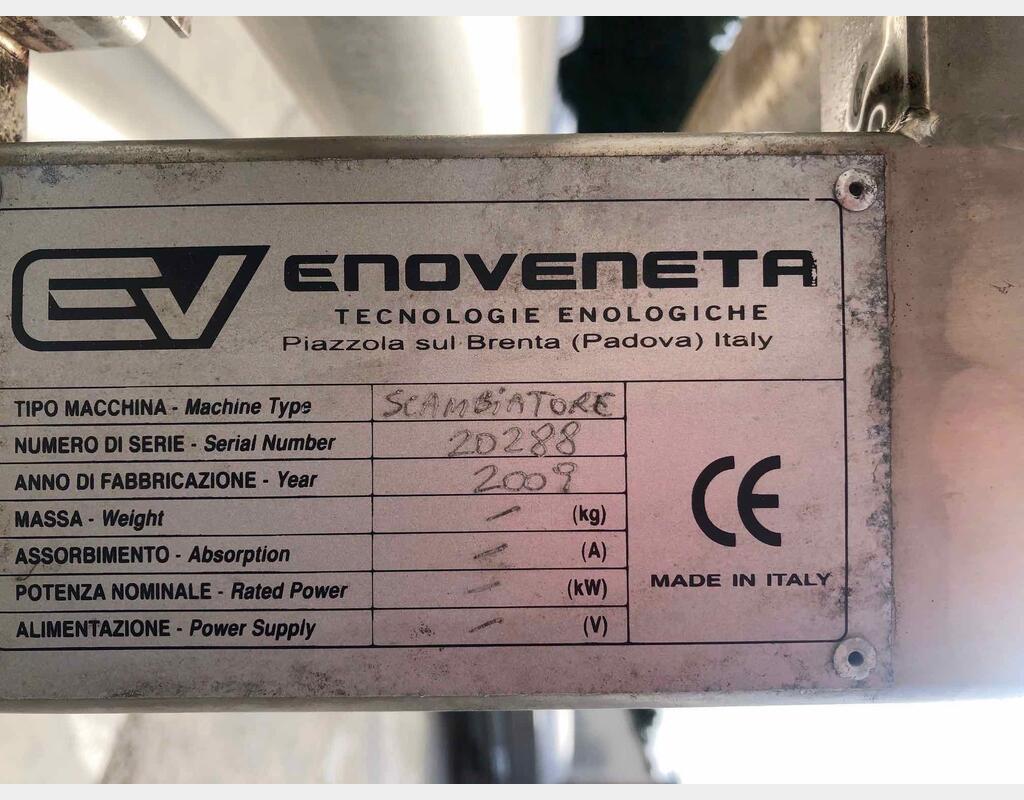 EV ENOVENETA
TECNOLOGIE ENOLOGICHE
Piazzola sul Brenta (Padova) Italy
TIPO MACCHINA - Machine Type SCAMBiATORE
NUMERO DI SERIE - Serial Number 20288
ANNO DI FABBRICAZIONE - Year 2009
MASSA - Weight - (kg)
ASSORBIMENTO - Absorption - (A)
POTENZA NOMINALE - Rated Power - (kW)
ALIMENTAZIONE - Power Supply - (V)
CE
MADE IN ITALY